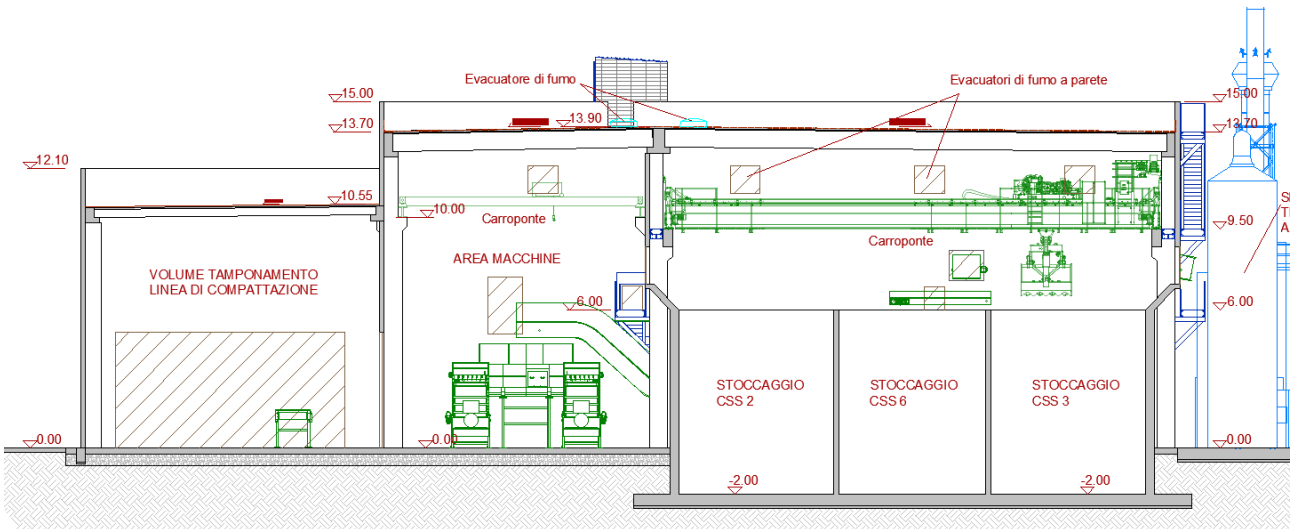 Evacuatore di fumo
Evacuatori di fumo a parete
15.00
15.00
13.70
13.90
13.70
12.10
10.55
10.00
Carroponte
9.50
Carroponte
AREA MACCHINE
VOLUME TAMPONAMENTO
LINEA DI COMPATTAZIONE
6.00
6.00
STOCCAGGIO
CSS 2
STOCCAGGIO
CSS 6
STOCCAGGIO
CSS 3
0.00
0.00
0.00
-2.00
-2.00